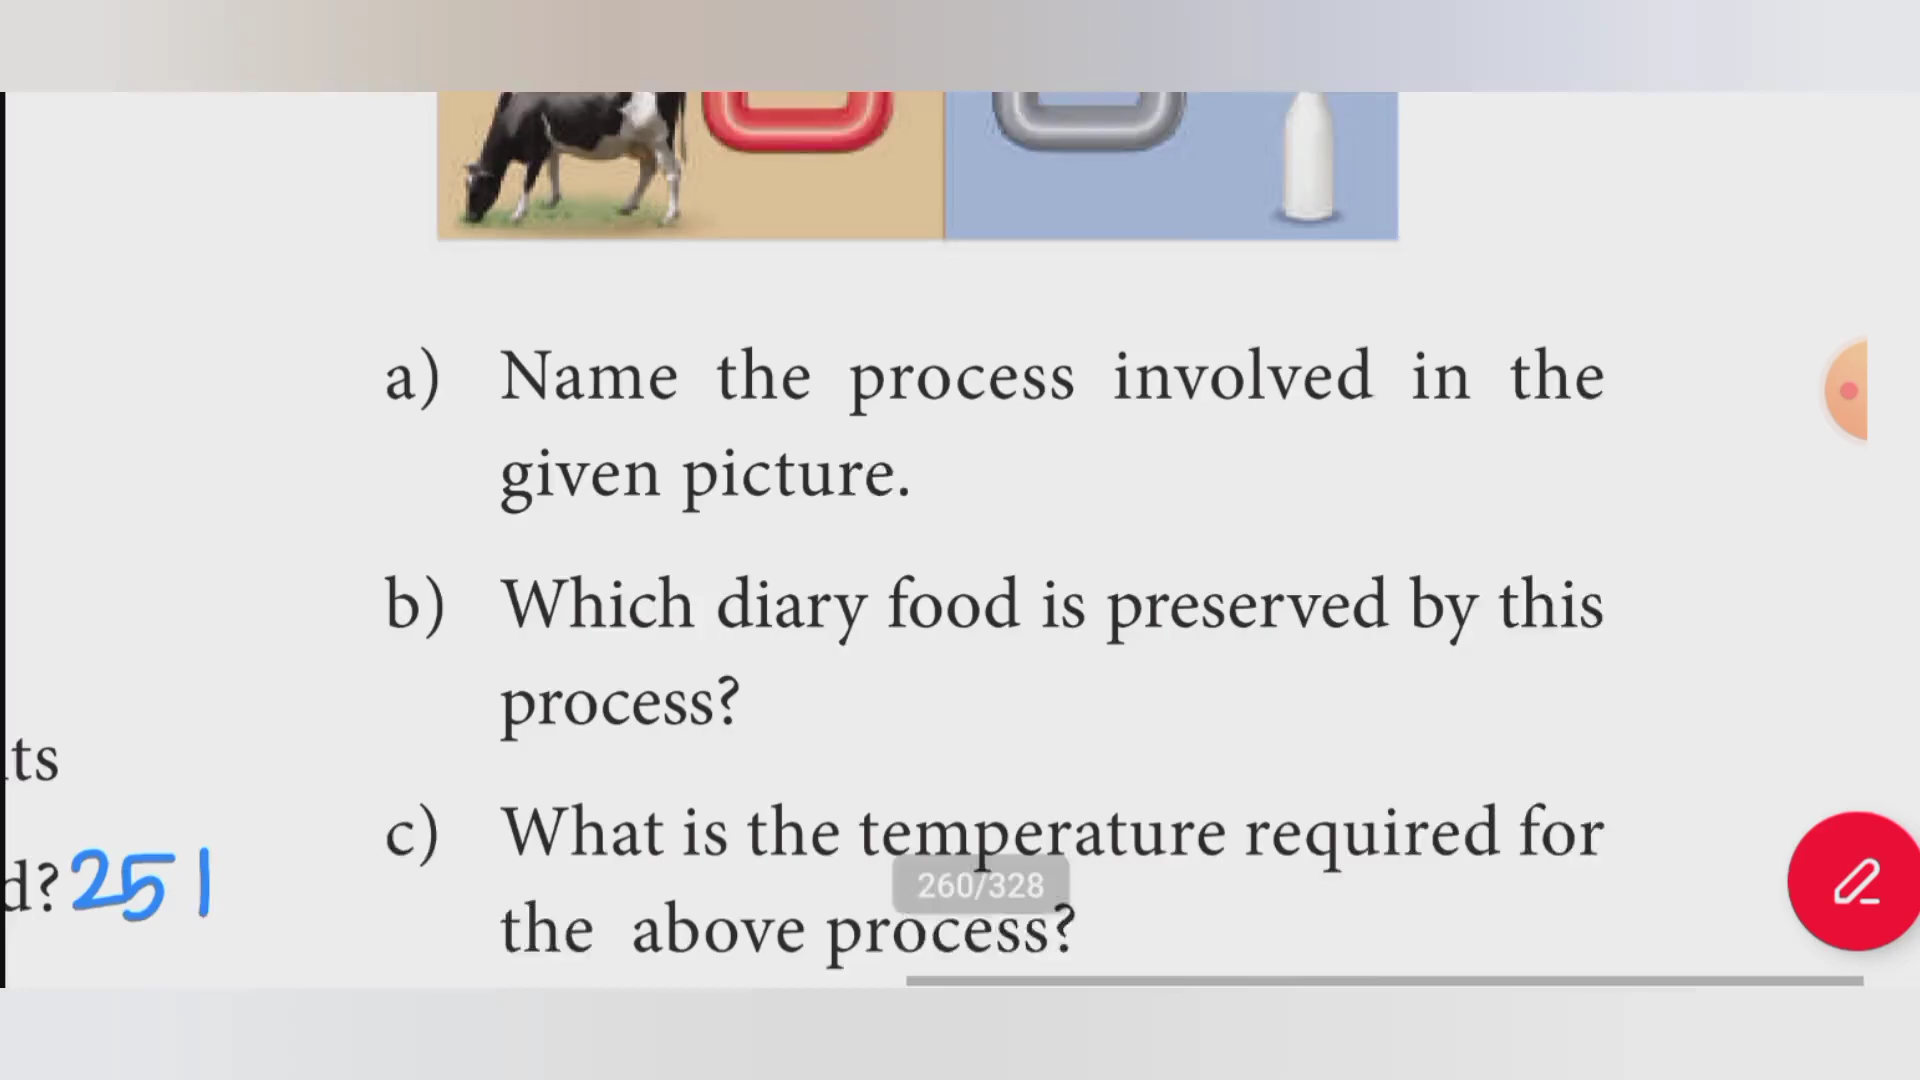 a) Name the process involved in the
given picture.
b) Which diary food is preserved by this
process?
c) What is the temperature required for
260/328
the above process?
ts
d? 251